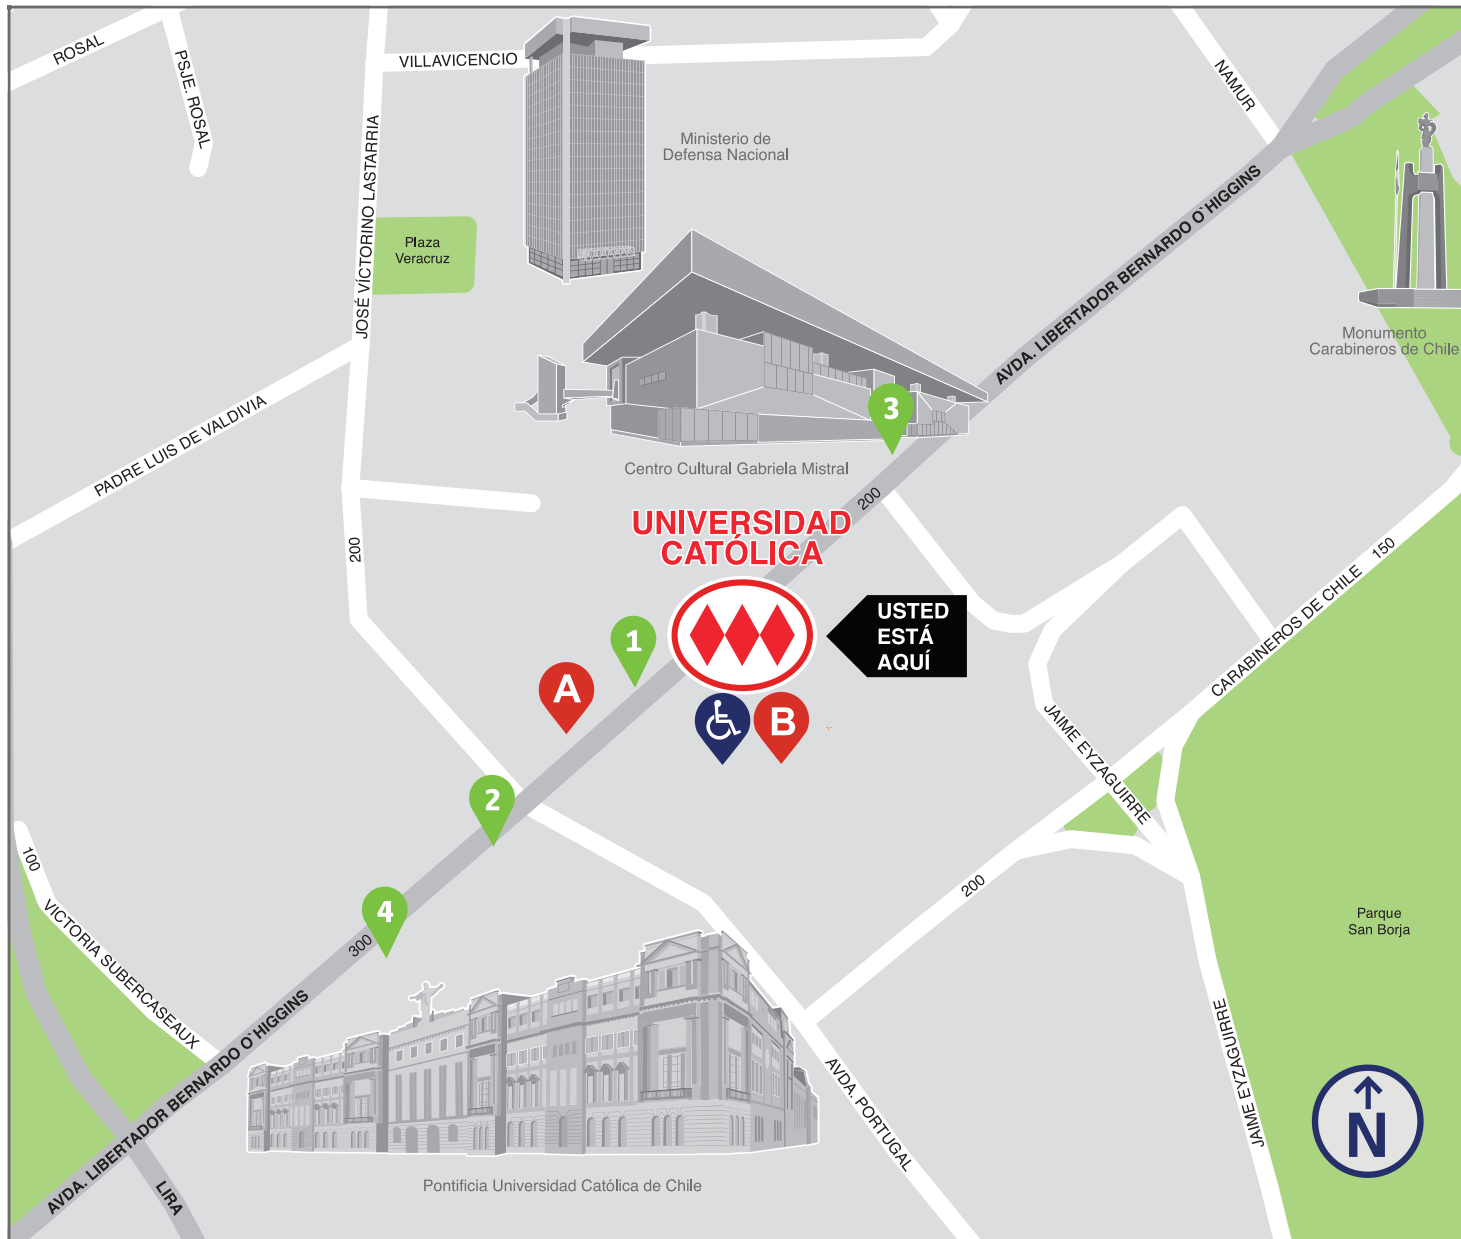 ROSAL
PSJE. ROSAL
VILLAVICENCIO
NAMUR
JOSÉ VÍCTORINO LASTARRIA
Ministerio de
Defensa Nacional
AVDA. LIBERTADOR BERNARDO O`HIGGINS
Plaza
Veracruz
Monumento
Carabineros de Chile
PADRE LUIS DE VALDIVIA
3
Centro Cultural Gabriela Mistral
200
200
UNIVERSIDAD
CATÓLICA
150
CARABINEROS DE CHILE
USTED
ESTÁ
AQUÍ
1
A
B
JAIME EYZAGUIRRE
2
100
200
4
300
VICTORIA SUBERCASEAUX
Parque
San Borja
AVDA. LIBERTADOR BERNARDO O`HIGGINS
LIRA
AVDA. PORTUGAL
JAIME EYZAGUIRRE
N
Pontificia Universidad Católica de Chile